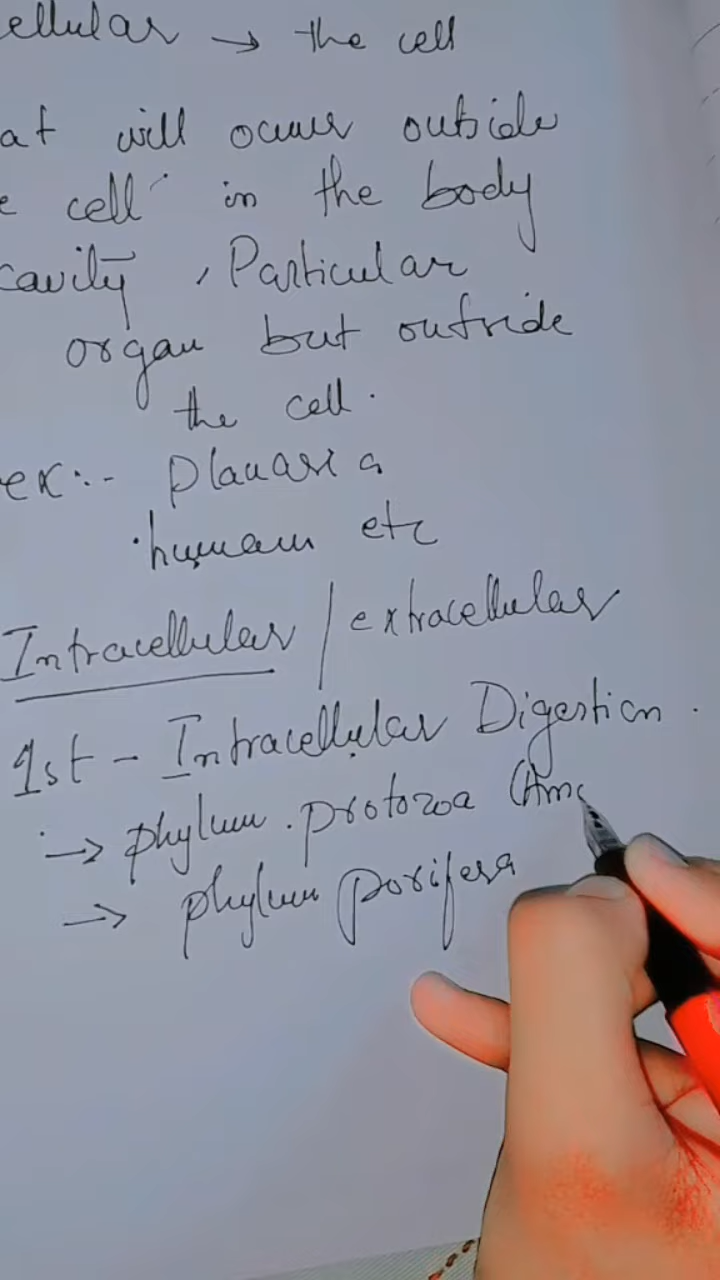 ellular → the cell
at will occur outside
e cell in the body
cavity, Particular
organ but outside
the cell.
ex:- Planaria
human etc
Intracellular / extracellular
1st - Intracellular Digestion.
→ phylum protozoa (Amo
→ phylum porifera